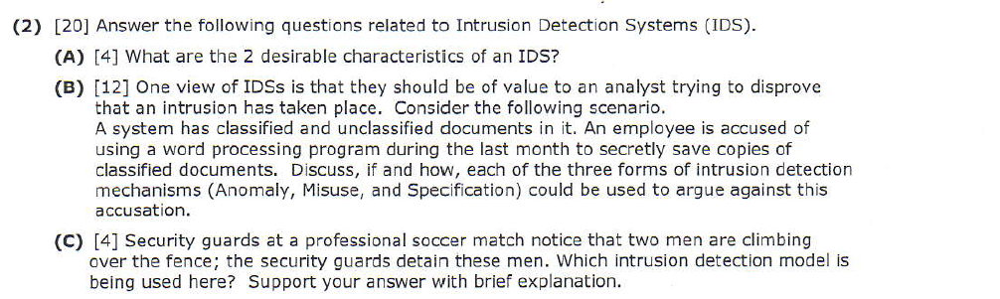 (2) [20] Answer the following questions related to Intrusion Detection Systems (IDS).
(A) [4] What are the 2 desirable characteristics of an IDS?
(B) [12] One view of IDSs is that they should be of value to an analyst trying to disprove
that an intrusion has taken place. Consider the following scenario.
A system has classified and unclassified documents in it. An employee is accused of
using a word processing program during the last month to secretly save copies of
classified documents. Discuss, if and how, each of the three forms of intrusion detection
mechanisms (Anomaly, Misuse, and Specification) could be used to argue against this
accusation.
(C) [4] Security guards at a professional soccer match notice that two men are climbing
over the fence; the security guards detain these men. Which intrusion detection model is
being used here? Support your answer with brief explanation.